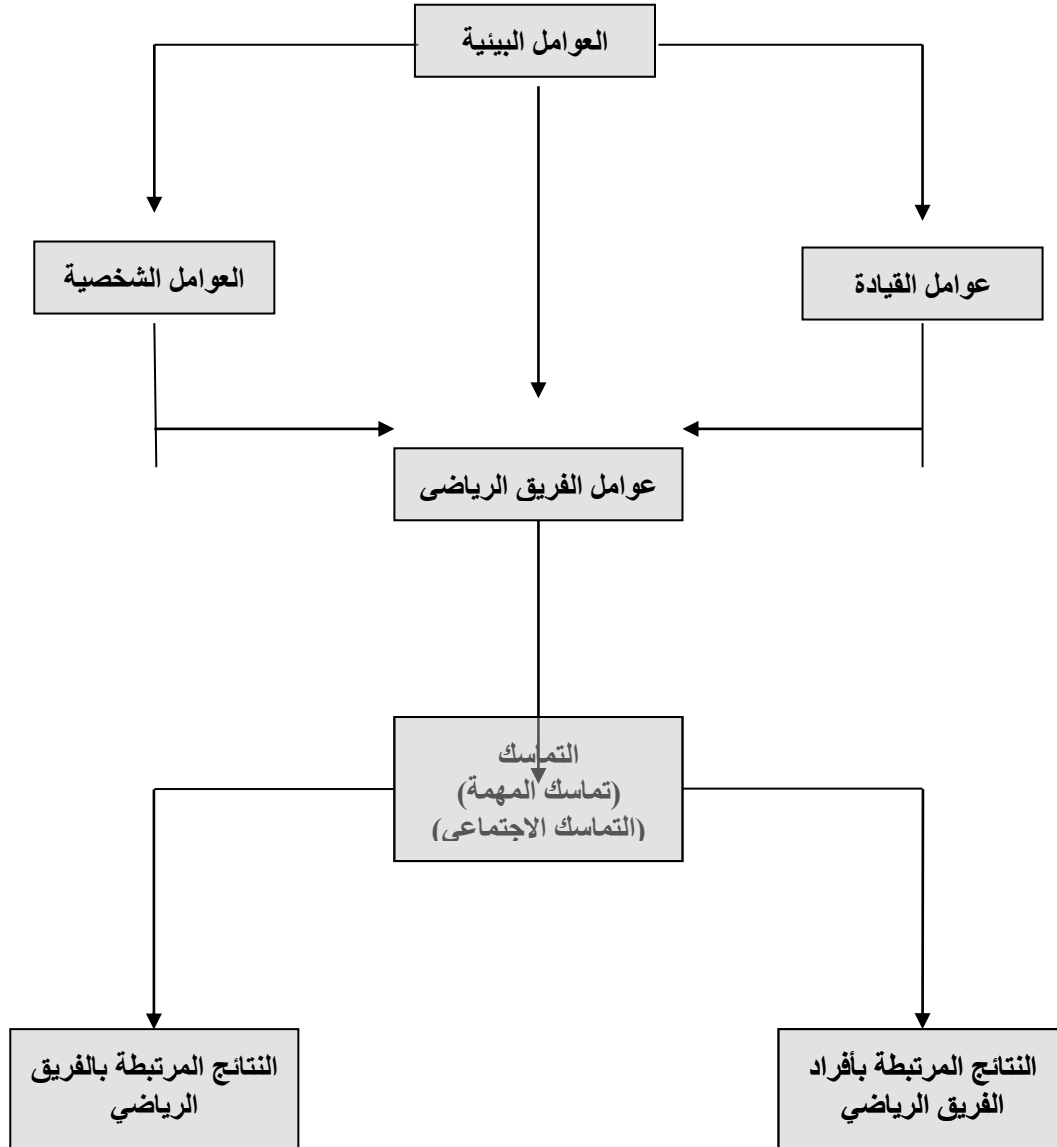 العوامل البيئية
عوامل القيادة
العوامل الشخصية
عوامل الفريق الرياضى
التماسك
(تماسك المهمة)
(التماسك الاجتماعى)
النتائج المرتبطة بأفراد
الفريق الرياضي
النتائج المرتبطة بالفريق
الرياضي